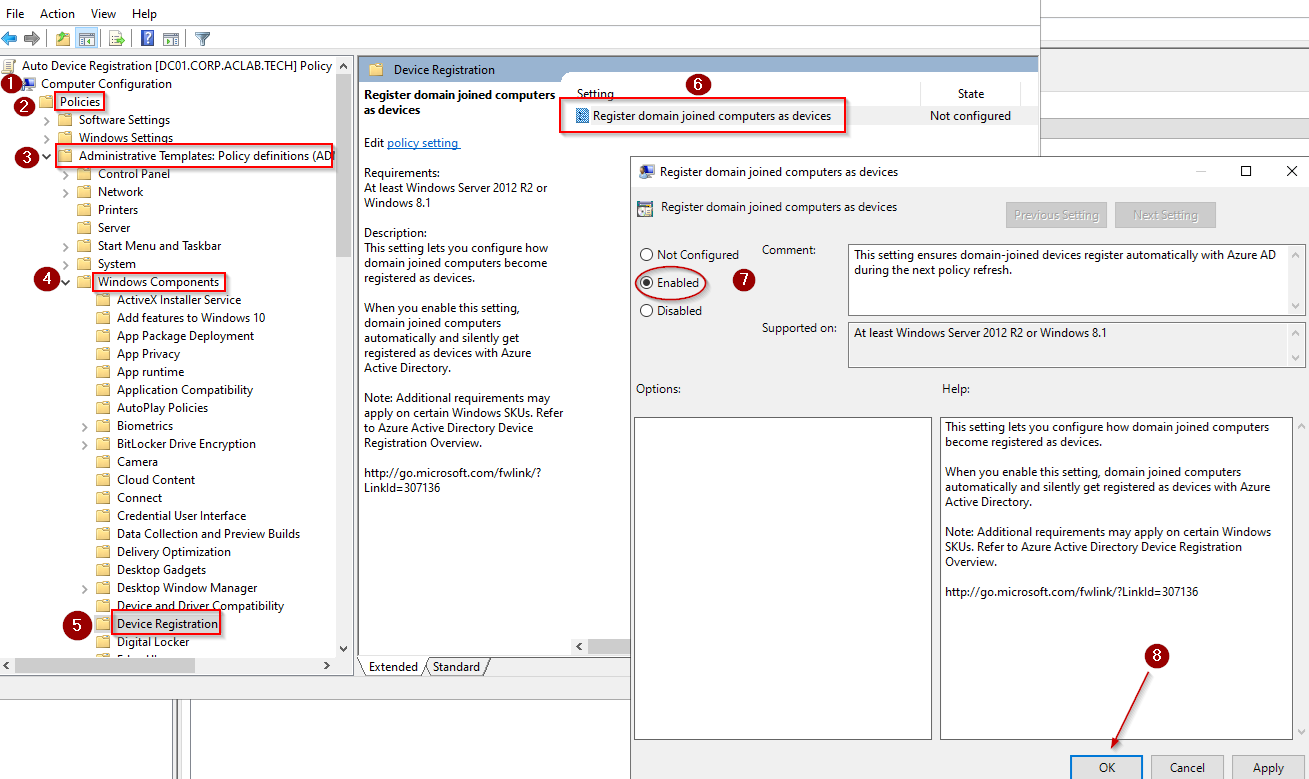 File Action View Help
Auto Device Registration [DC01.CORP.ACLAB.TECH] Policy
1
Computer Configuration
2
Policies
Software Settings
Windows Settings
3
Administrative Templates: Policy definitions (AD
Control Panel
Network
Printers
Server
Start Menu and Taskbar
System
4
Windows Components
ActiveX Installer Service
Add features to Windows 10
App Package Deployment
App Privacy
App runtime
Application Compatibility
AutoPlay Policies
Biometrics
BitLocker Drive Encryption
Camera
Cloud Content
Connect
Credential User Interface
Data Collection and Preview Builds
Delivery Optimization
Desktop Gadgets
Desktop Window Manager
Device and Driver Compatibility
5
Device Registration
Digital Locker
Device Registration
Register domain joined computers
as devices
Edit policy setting
Requirements:
At least Windows Server 2012 R2 or
Windows 8.1
Description:
This setting lets you configure how
domain joined computers become
registered as devices.
When you enable this setting,
domain joined computers
automatically and silently get
registered as devices with Azure
Active Directory.
Note: Additional requirements may
apply on certain Windows SKUs. Refer
to Azure Active Directory Device
Registration Overview.
http://go.microsoft.com/fwlink/?
LinkId=307136
6
Setting State
Register domain joined computers as devices Not configured
Extended Standard
Register domain joined computers as devices
Register domain joined computers as devices
Previous Setting Next Setting
Not Configured
Enabled
7
Disabled
Comment:
This setting ensures domain-joined devices register automatically with Azure AD
during the next policy refresh.
Supported on:
At least Windows Server 2012 R2 or Windows 8.1
Options:
Help:
This setting lets you configure how domain joined computers
become registered as devices.
When you enable this setting, domain joined computers
automatically and silently get registered as devices with Azure
Active Directory.
Note: Additional requirements may apply on certain Windows
SKUs. Refer to Azure Active Directory Device Registration
Overview.
http://go.microsoft.com/fwlink/?LinkId=307136
8
OK Cancel Apply